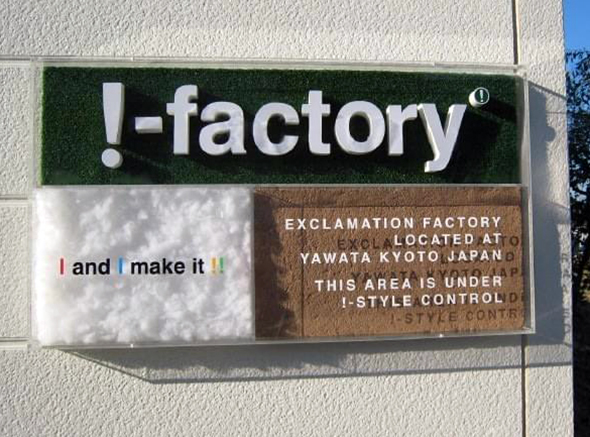 !-factory
!
I and I make it !!
EXCLAMATION FACTORY
LOCATED AT
YAWATA KYOTO JAPAN
THIS AREA IS UNDER
!-STYLE CONTROL